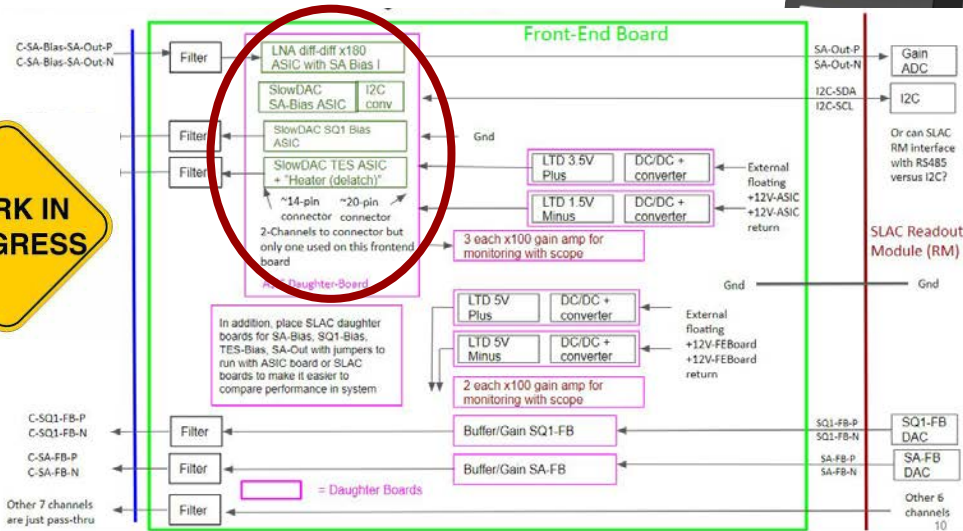 Front-End Board
C-SA-Bias-SA-Out-P
C-SA-Bias-SA-Out-N
Filter
LNA diff-diff x180
ASIC with SA Bias I
SA-Out-P
SA-Out-N
Gain
ADC
SlowDAC
SA-Bias ASIC
I2C
conv
I2C-SDA
I2C-SCL
I2C
Or can SLAC
RM interface
with RS485
versus I2C?
Filter
SlowDAC SQ1 Bias
ASIC
Gnd
Filter
SlowDAC TES ASIC
+ "Heater (delatch)"
LTD 3.5V
Plus
DC/DC +
converter
External
floating
+12V-ASIC
+12V-ASIC
return
LTD 1.5V
Minus
DC/DC +
converter
~14-pin
connector
~20-pin
connector
2-Channels to connector but
only one used on this frontend
board
Daughter-Board
3 each x100 gain amp for
monitoring with scope
SLAC Readout
Module (RM)
RK IN
GRESS
Gnd
Gnd
In addition, place SLAC daughter
boards for SA-Bias, SQ1-Bias,
TES-Bias, SA-Out with jumpers to
run with ASIC board or SLAC
boards to make it easier to
compare performance in system
LTD 5V
Plus
DC/DC +
converter
LTD 5V
Minus
DC/DC +
converter
External
floating
+12V-FEBoard
+12V-FEBoard
return
2 each x100 gain amp for
monitoring with scope
C-SQ1-FB-P
C-SQ1-FB-N
Filter
Buffer/Gain SQ1-FB
SQ1-FB-P
SQ1-FB-N
SQ1-FB
DAC
C-SA-FB-P
C-SA-FB-N
Filter
Buffer/Gain SA-FB
SA-FB-P
SA-FB-N
SA-FB
DAC
= Daughter Boards
Other 7 channels
are just pass-thru
Filter
Other 6
channels
10